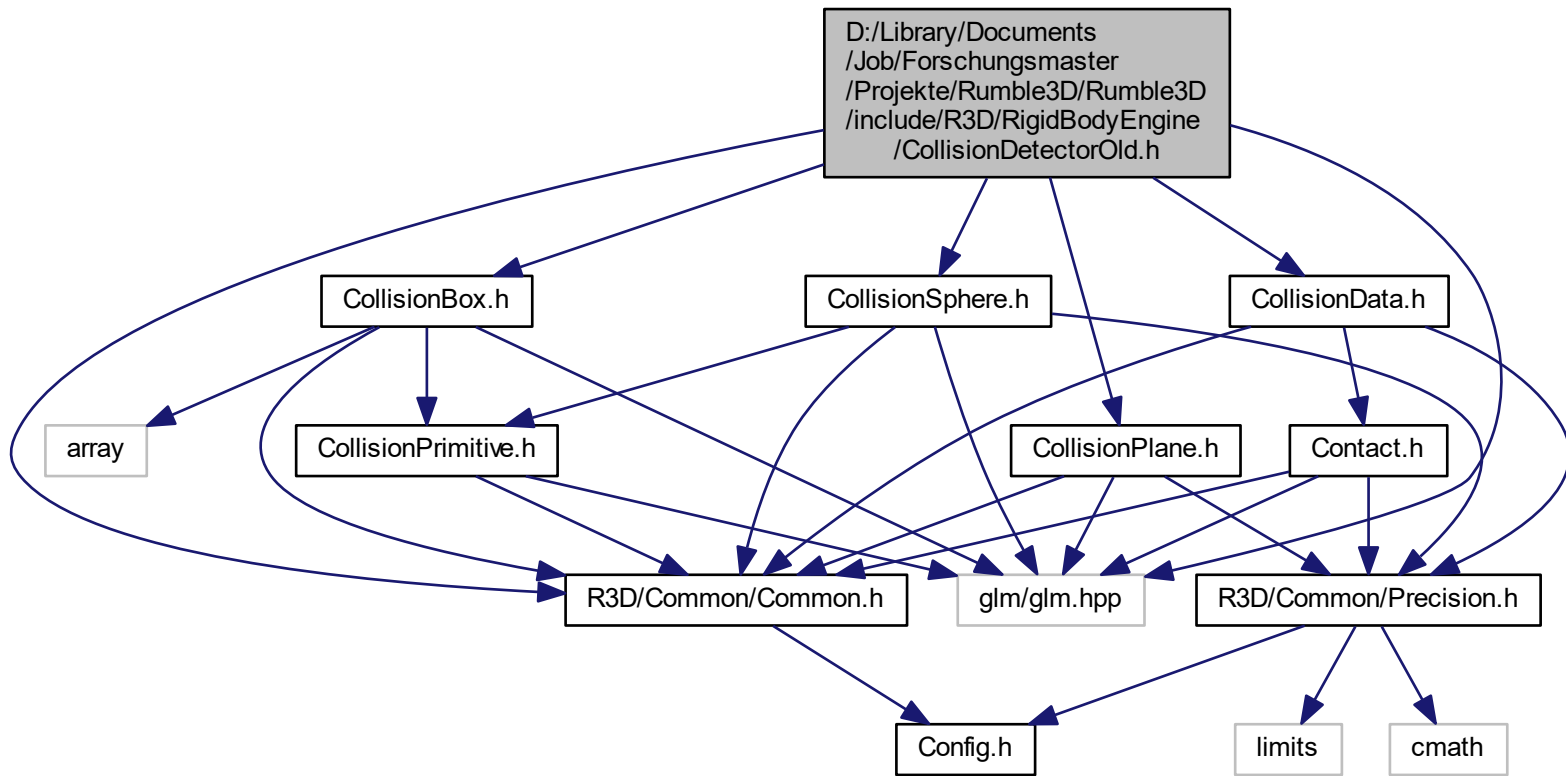 D:/Library/Documents
/Job/Forschungsmaster
/Projekte/Rumble3D/Rumble3D
/include/R3D/RigidBodyEngine
/CollisionDetectorOld.h
CollisionBox.h
CollisionSphere.h
CollisionData.h
array
CollisionPrimitive.h
CollisionPlane.h
Contact.h
R3D/Common/Common.h
glm/glm.hpp
R3D/Common/Precision.h
Config.h
limits
cmath